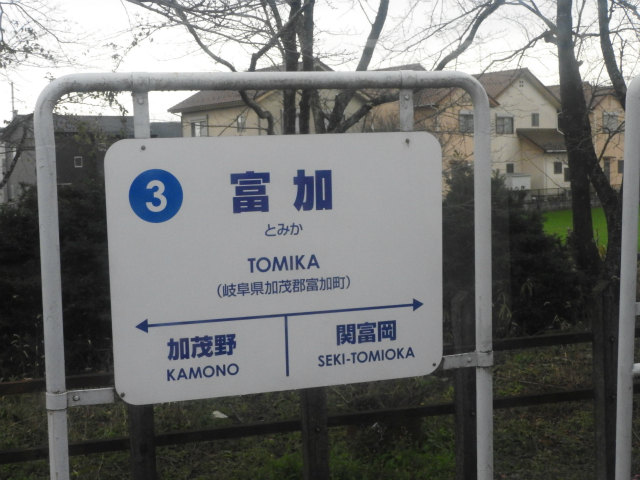 3
富加
とみか
TOMIKA
(岐阜県加茂郡富加町)
加茂野 関富岡
KAMONO SEKI-TOMIOKA